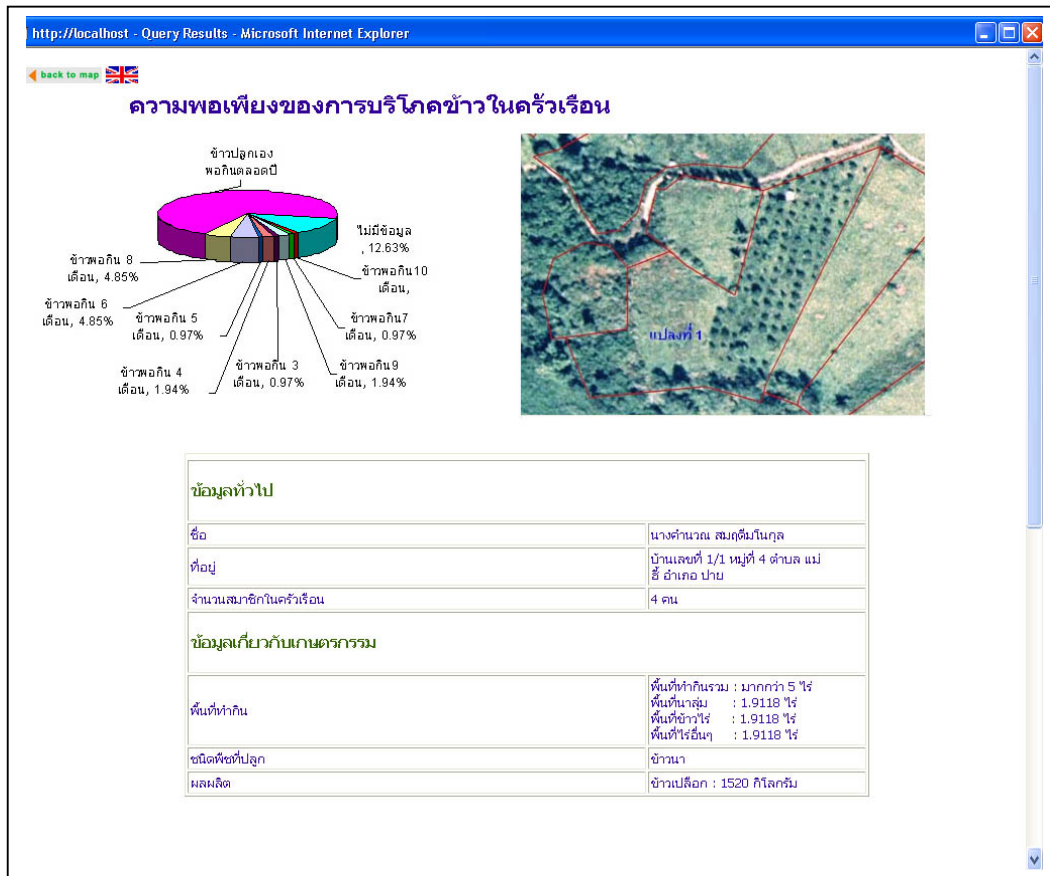 http://localhost - Query Results - Microsoft Internet Explorer
back to map
ความพอเพียงของการบริโภคข้าวในครัวเรือน
ข้าวปลูกเอง
พอกินตลอดปี
ไม่มีข้อมูล
, 12.63%
ข้าวพอกิน10
เดือน,
ข้าวพอกิน7
เดือน, 0.97%
ข้าวพอกิน9
เดือน, 1.94%
ข้าวพอกิน 3
เดือน, 0.97%
ข้าวพอกิน 4
เดือน, 1.94%
ข้าวพอกิน 5
เดือน, 0.97%
ข้าวพอกิน 6
เดือน, 4.85%
ข้าวพอกิน 8
เดือน, 4.85%
แปลงที่ 1
ข้อมูลทั่วไป
ชื่อ
นางคำนวณ สมฤดีมโนกุล
ที่อยู่
บ้านเลขที่ 1/1 หมู่ที่ 4 ตำบล แม่
ฮี้ อำเภอ ปาย
จำนวนสมาชิกในครัวเรือน
4 คน
ข้อมูลเกี่ยวกับเกษตรกรรม
พื้นที่ทำกิน
พื้นที่ทำกินรวม : มากกว่า 5 ไร่
พื้นที่นาลุ่ม : 1.9118 ไร่
พื้นที่ข้าวไร่ : 1.9118 ไร่
พื้นที่ไร่อื่นๆ : 1.9118 ไร่
ชนิดพืชที่ปลูก
ข้าวนา
ผลผลิต
ข้าวเปลือก : 1520 กิโลกรัม